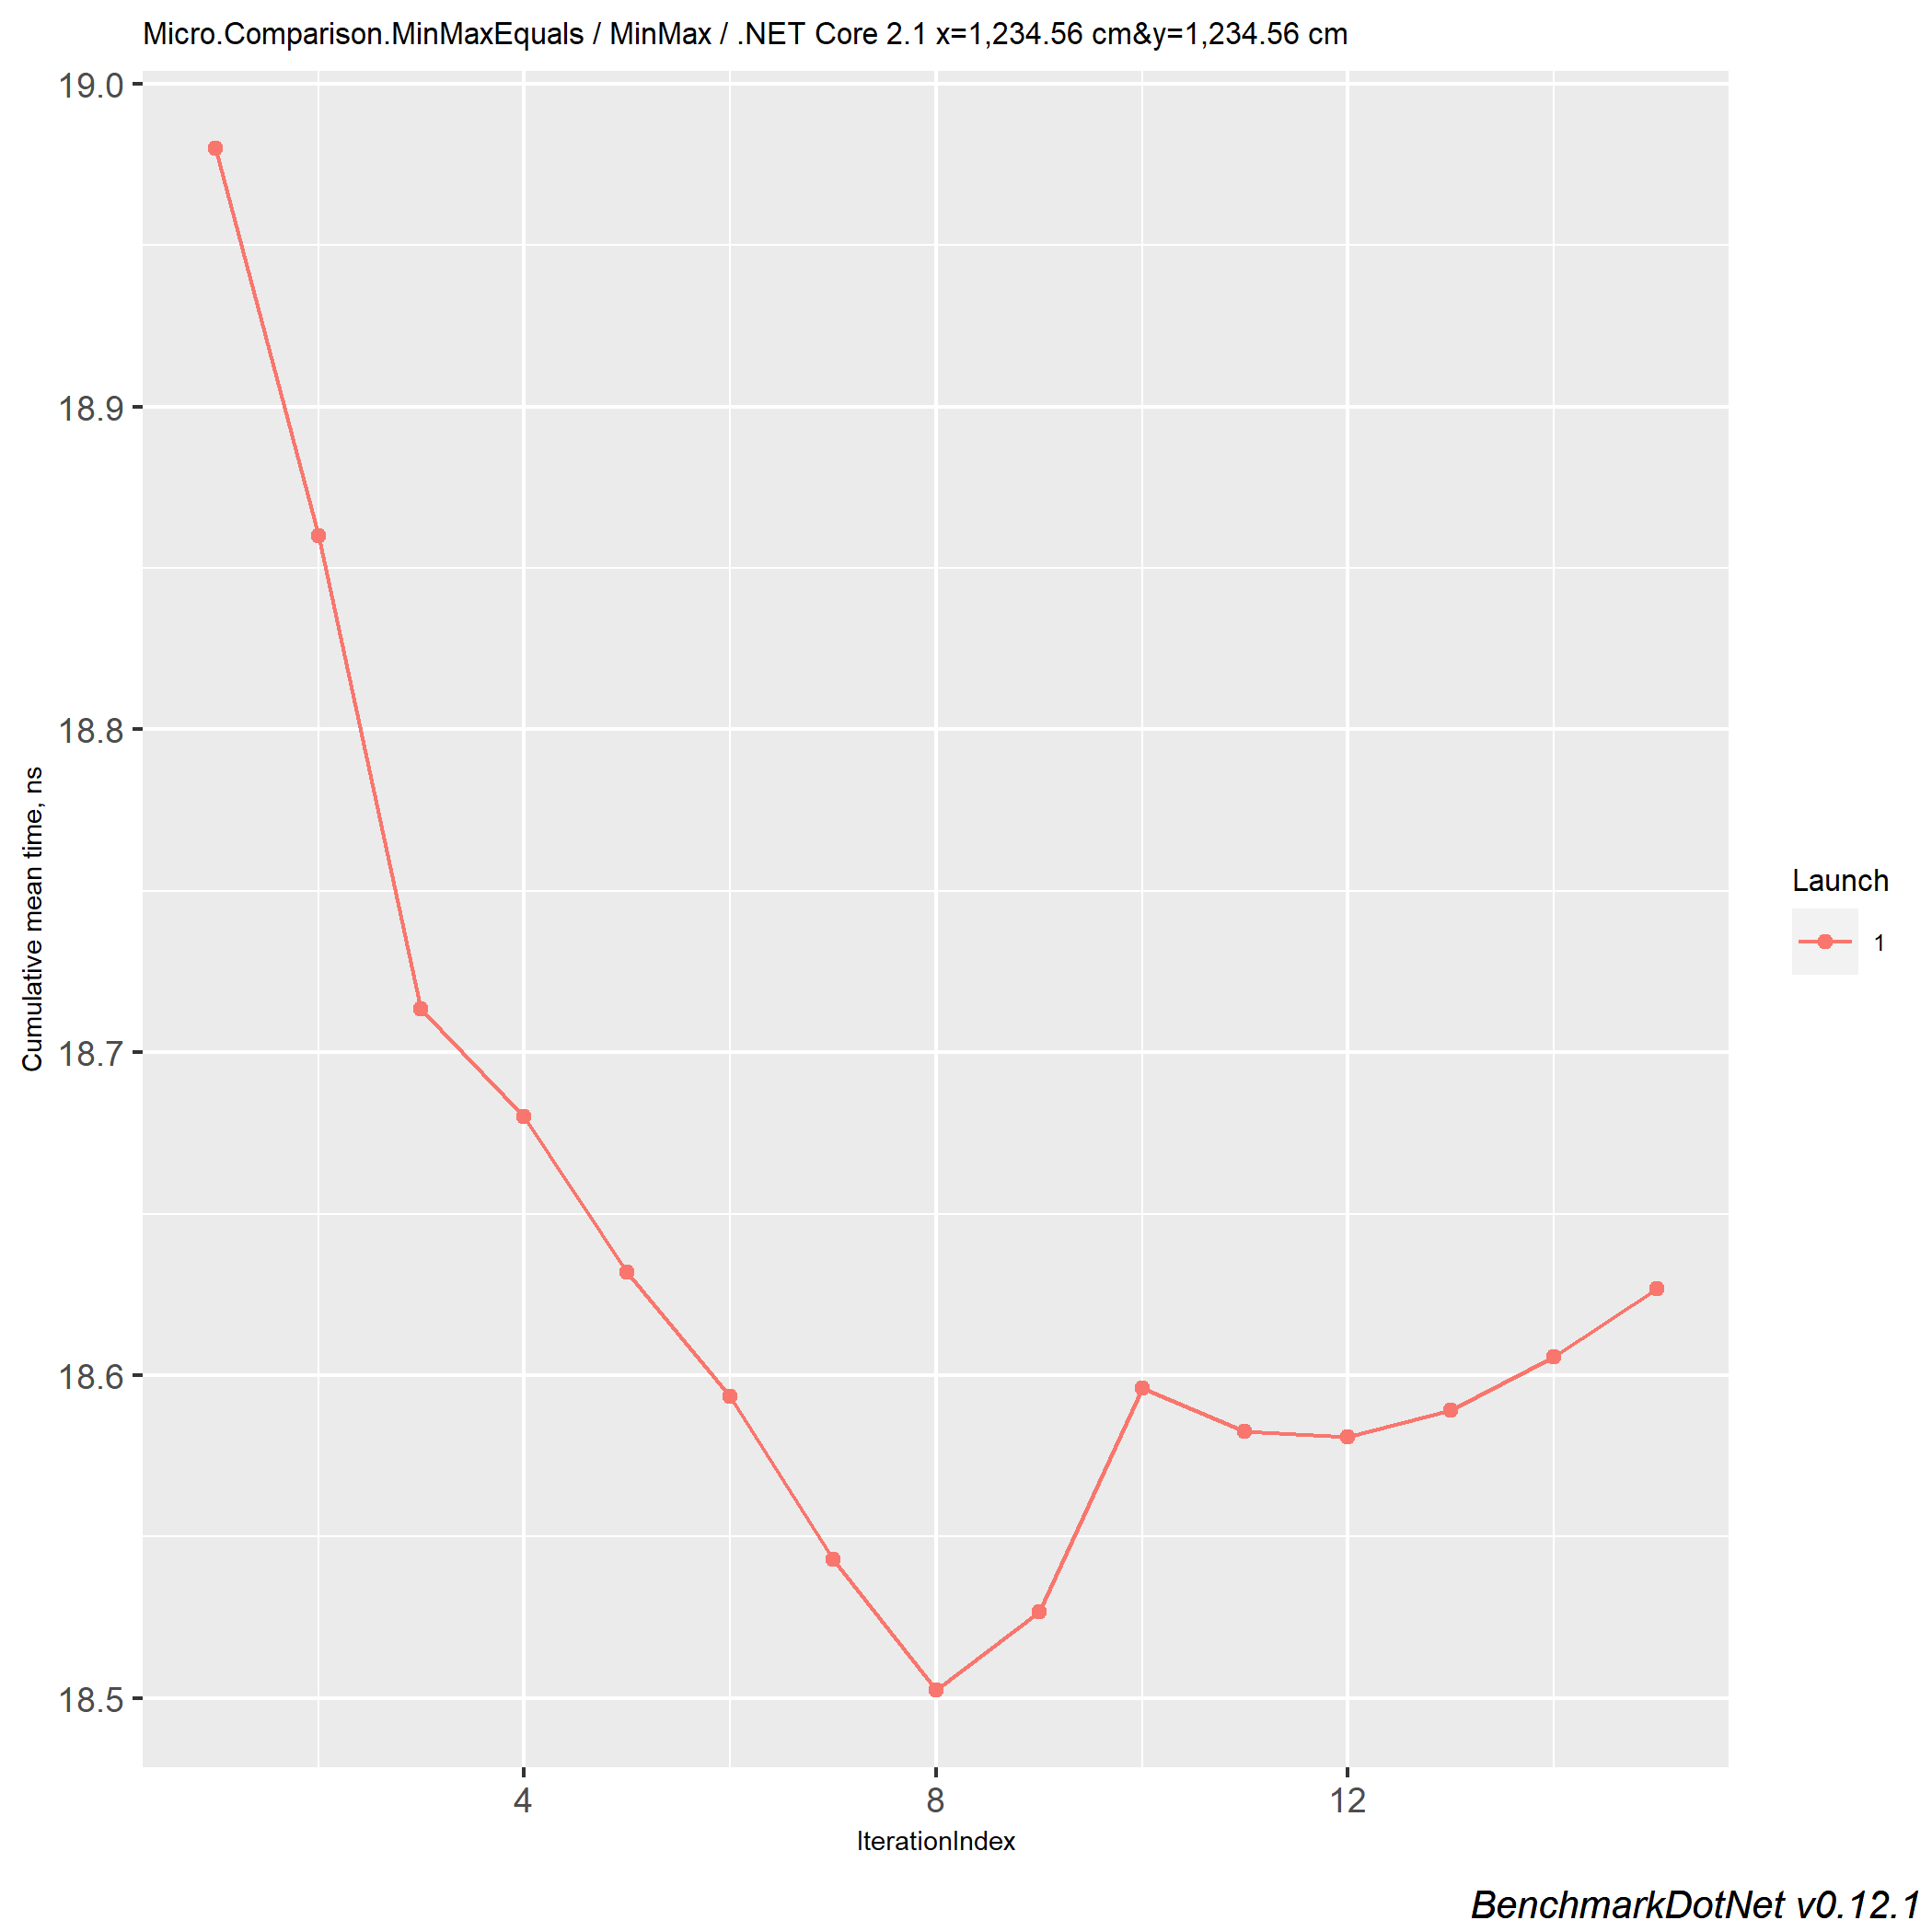 Micro.Comparison.MinMaxEquals / MinMax / .NET Core 2.1 x=1,234.56 cm&y=1,234.56 cm
19.0
18.9
18.8
18.7
18.6
18.5
Cumulative mean time, ns
4 8 12
IterationIndex
Launch
1
BenchmarkDotNet v0.12.1